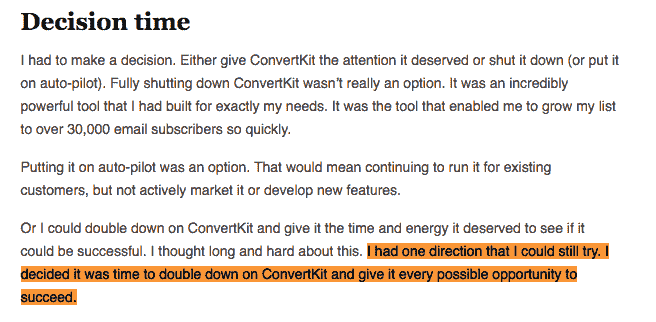 Decision time
I had to make a decision. Either give ConvertKit the attention it deserved or shut it down (or put it
on auto-pilot). Fully shutting down ConvertKit wasn't really an option. It was an incredibly
powerful tool that I had built for exactly my needs. It was the tool that enabled me to grow my list
to over 30,000 email subscribers so quickly.
Putting it on auto-pilot was an option. That would mean continuing to run it for existing
customers, but not actively market it or develop new features.
Or I could double down on ConvertKit and give it the time and energy it deserved to see if it
could be successful. I thought long and hard about this. I had one direction that I could still try. I
decided it was time to double down on ConvertKit and give it every possible opportunity to
succeed.